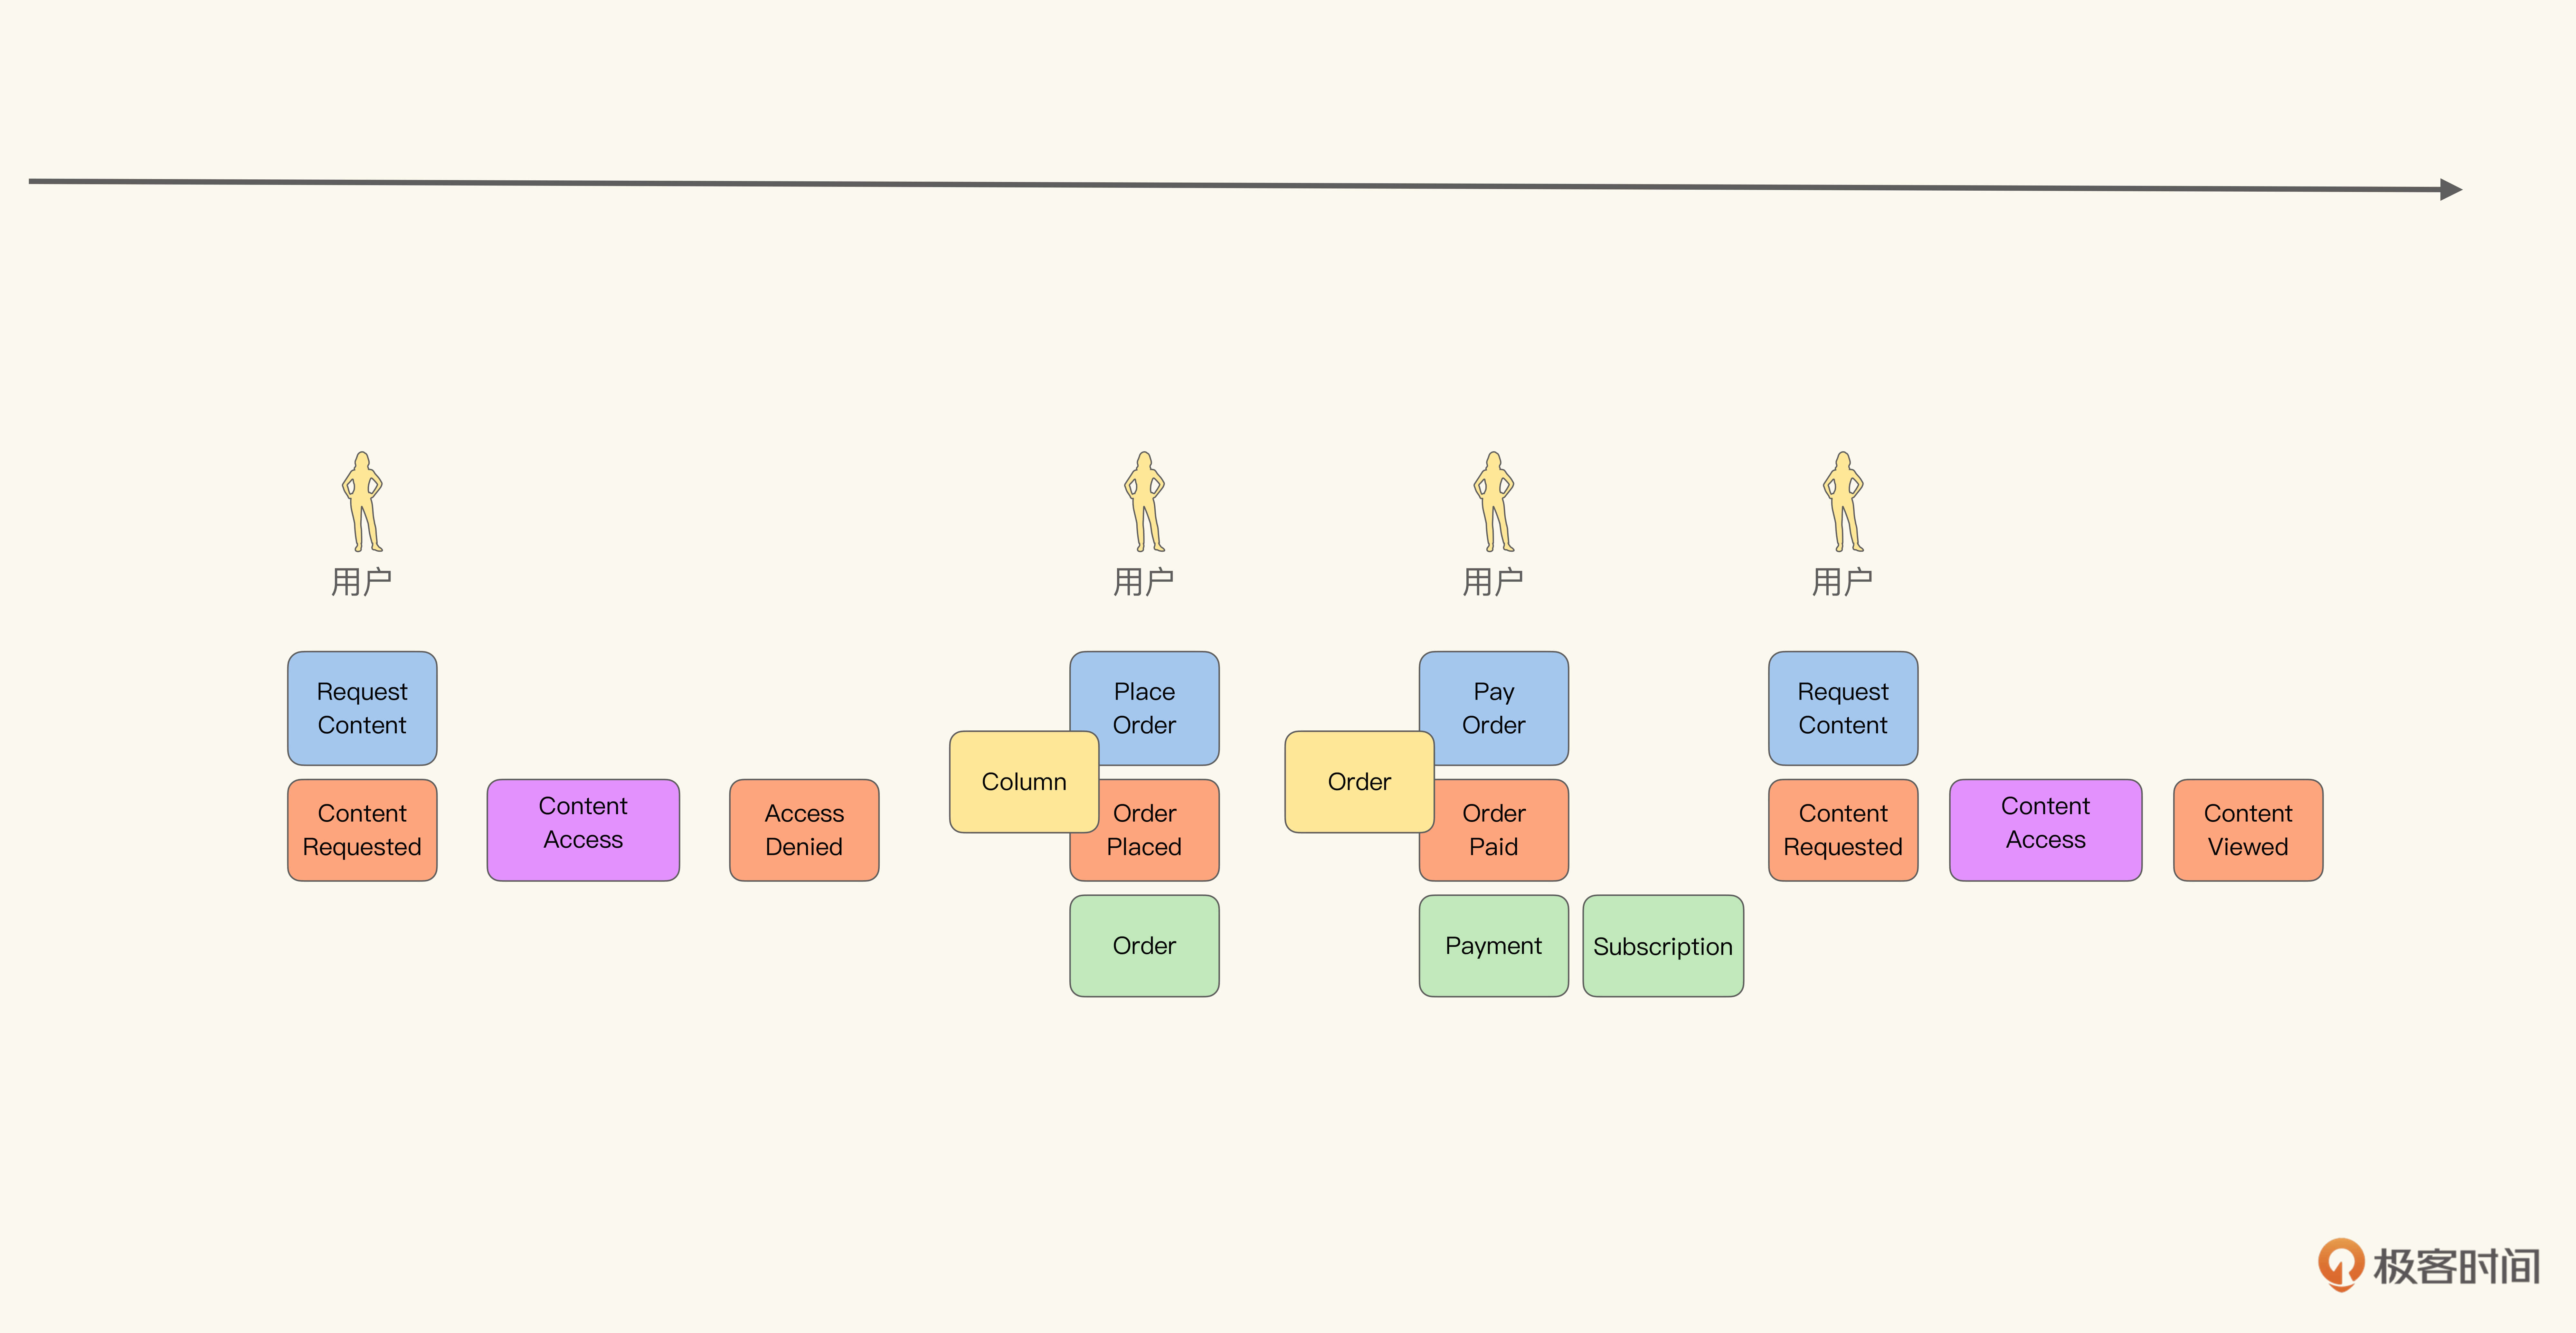 用户
用户
用户
用户
Request
Content
Place
Order
Pay
Order
Request
Content
Column
Order
Content
Requested
Content
Access
Access
Denied
Order
Placed
Order
Paid
Content
Requested
Content
Access
Content
Viewed
Order
Payment
Subscription
极客时间